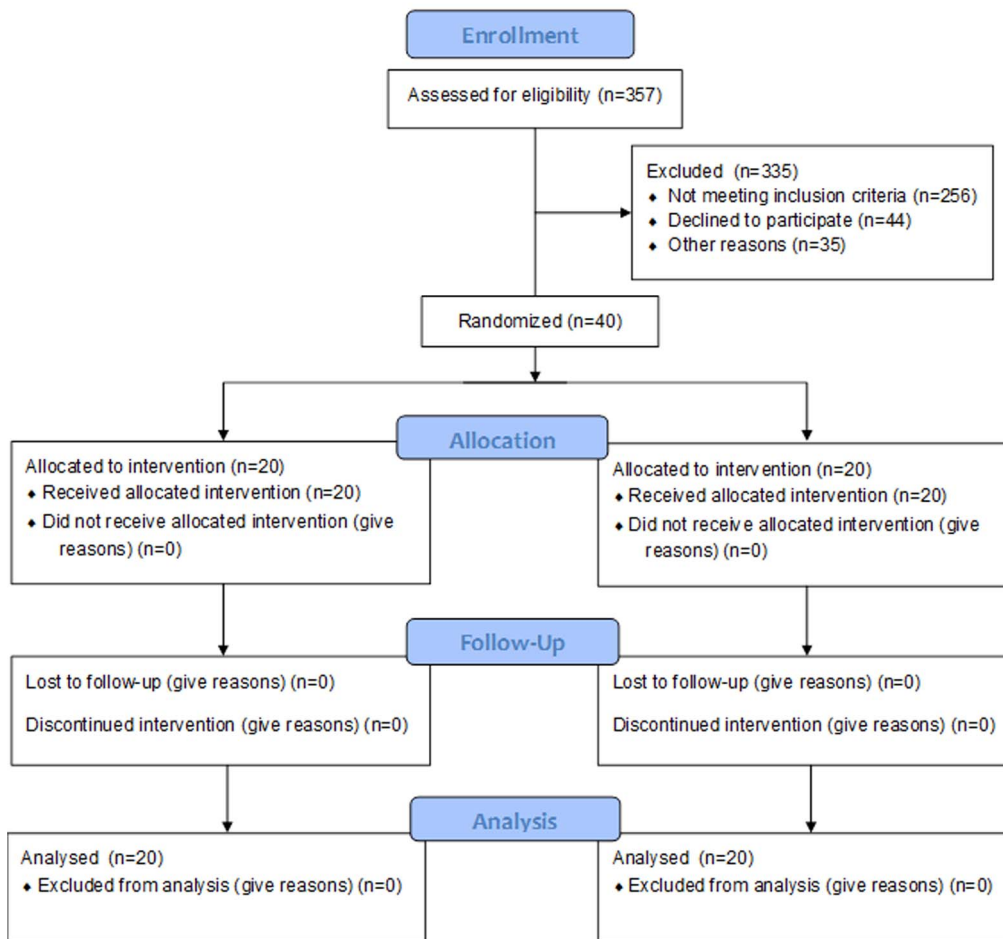 Enrollment
Assessed for eligibility (n=357)
Excluded (n=335)
⬥ Not meeting inclusion criteria (n=256)
⬥ Declined to participate (n=44)
⬥ Other reasons (n=35)
Randomized (n=40)
Allocation
Allocated to intervention (n=20)
⬥ Received allocated intervention (n=20)
⬥ Did not receive allocated intervention (give
reasons) (n=0)
Allocated to intervention (n=20)
⬥ Received allocated intervention (n=20)
⬥ Did not receive allocated intervention (give
reasons) (n=0)
Follow-Up
Lost to follow-up (give reasons) (n=0)
Discontinued intervention (give reasons) (n=0)
Lost to follow-up (give reasons) (n=0)
Discontinued intervention (give reasons) (n=0)
Analysis
Analysed (n=20)
⬥ Excluded from analysis (give reasons) (n=0)
Analysed (n=20)
⬥ Excluded from analysis (give reasons) (n=0)